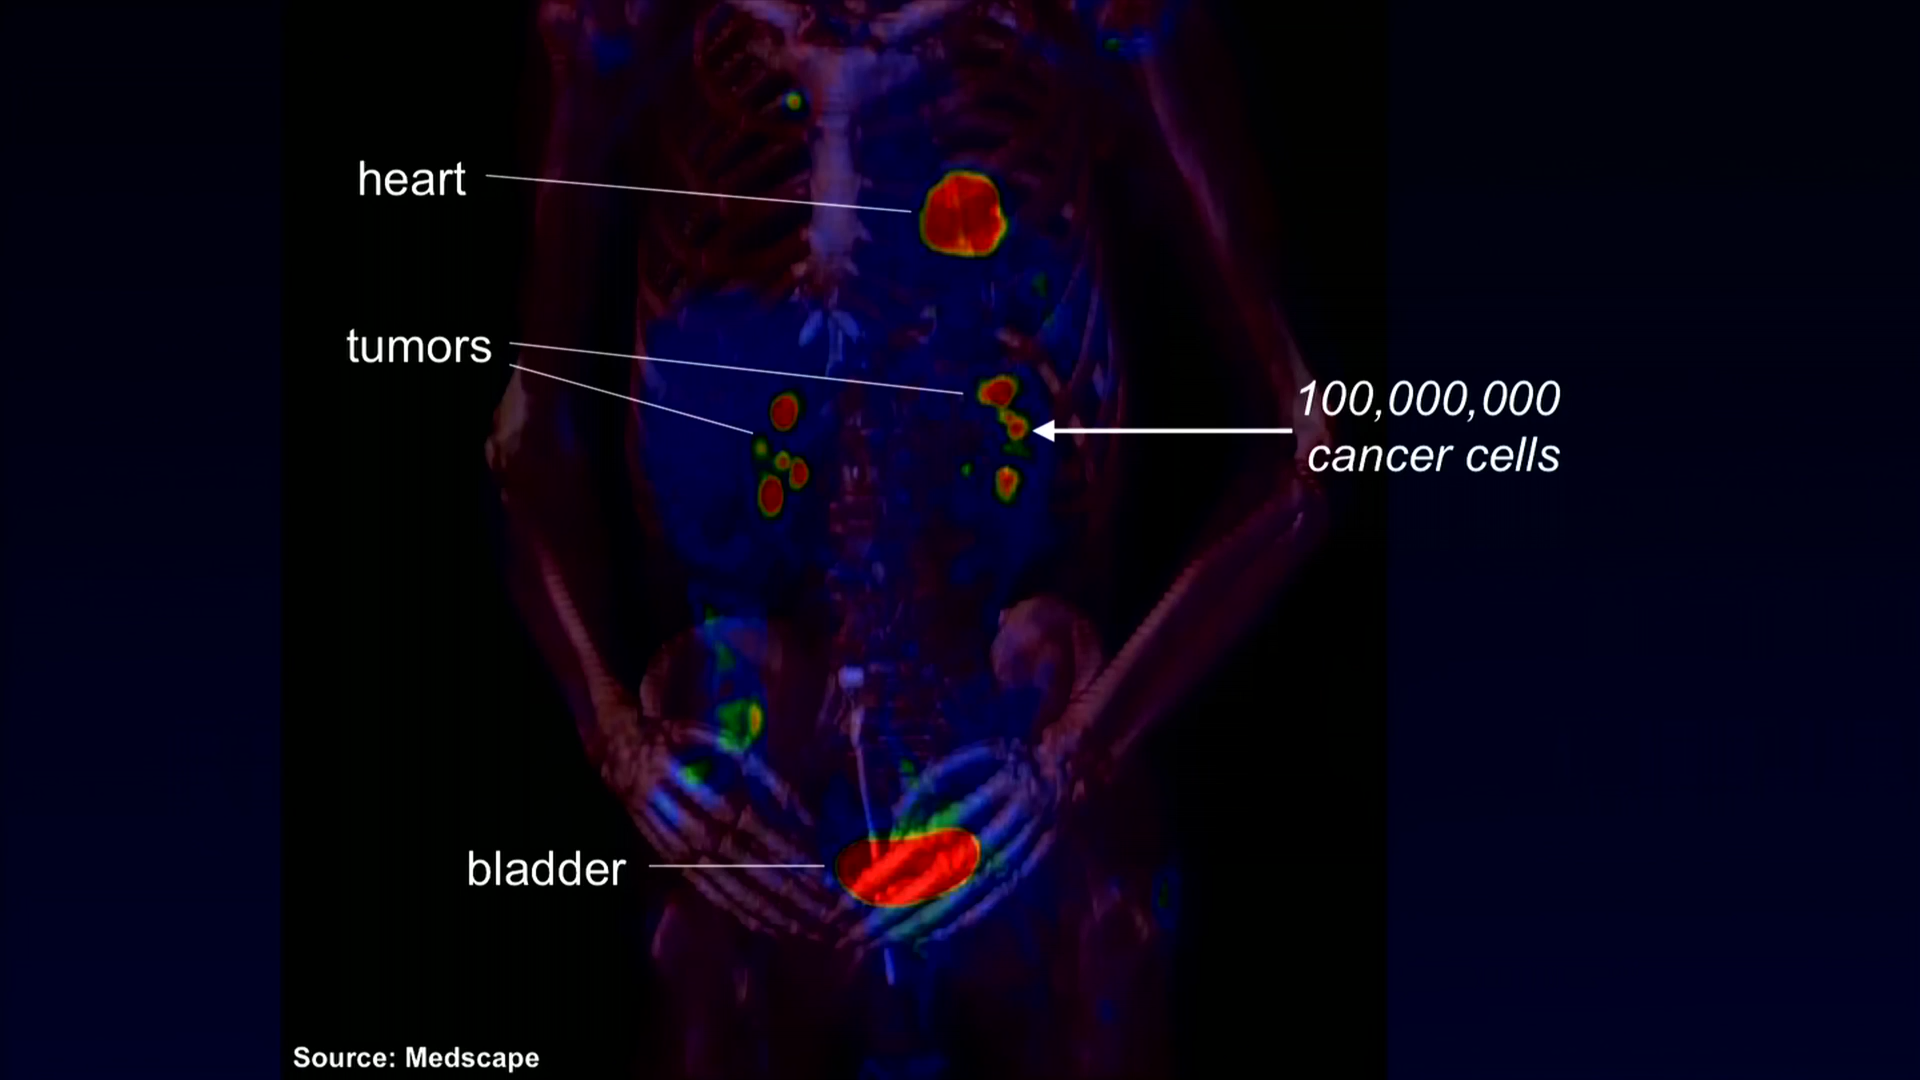 heart
tumors
100,000,000
cancer cells
bladder
Source: Medscape